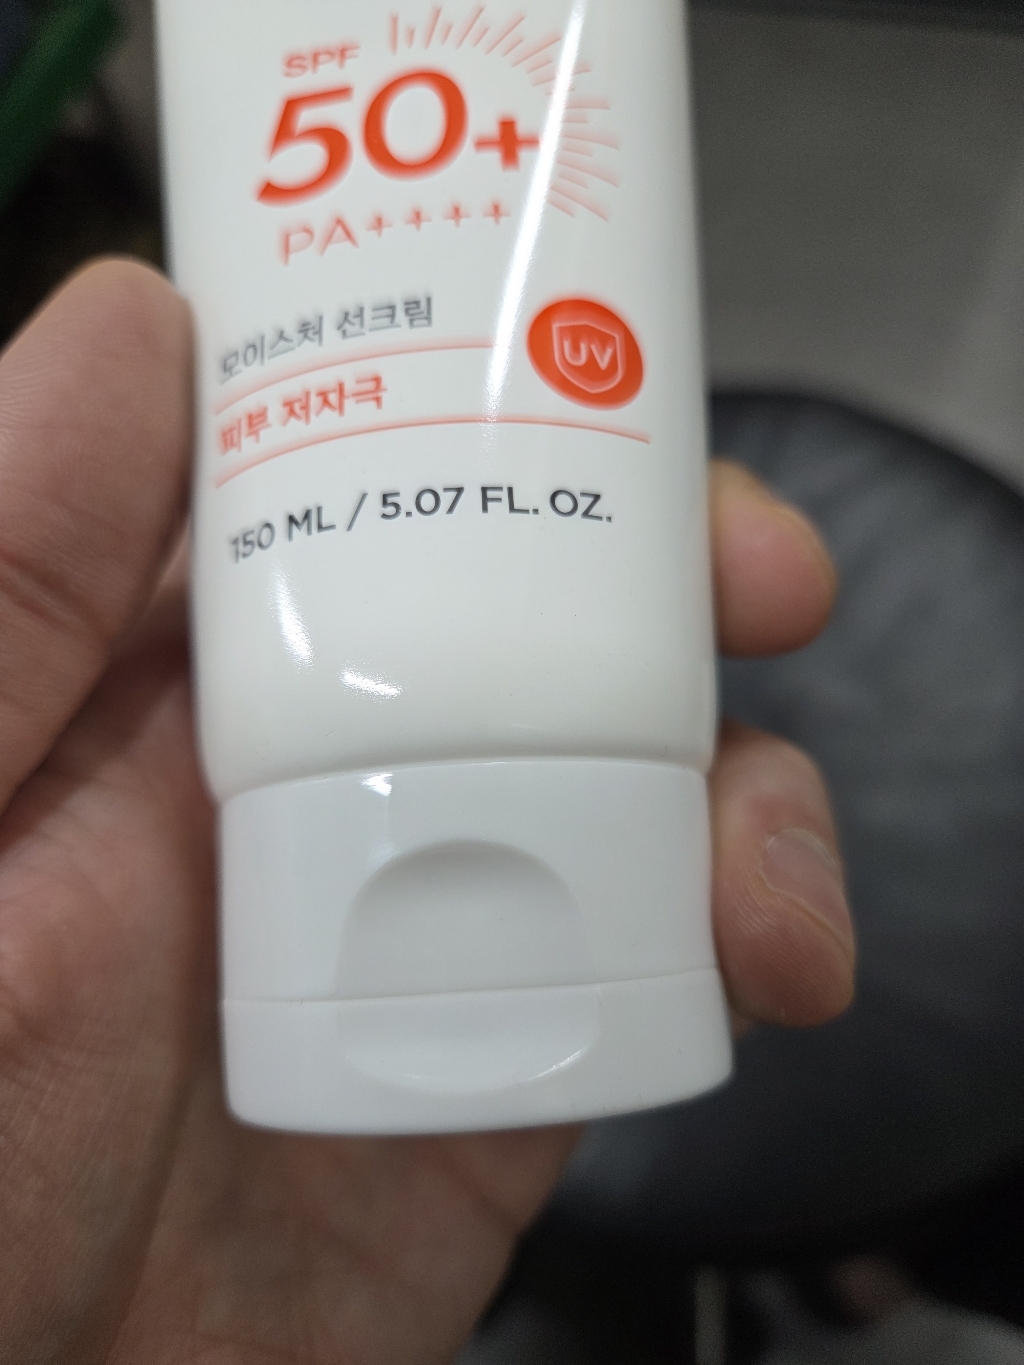 SPF
50+
PA++++
모이스처 선크림
피부 저자극
UV
150 ML / 5.07 FL. OZ.